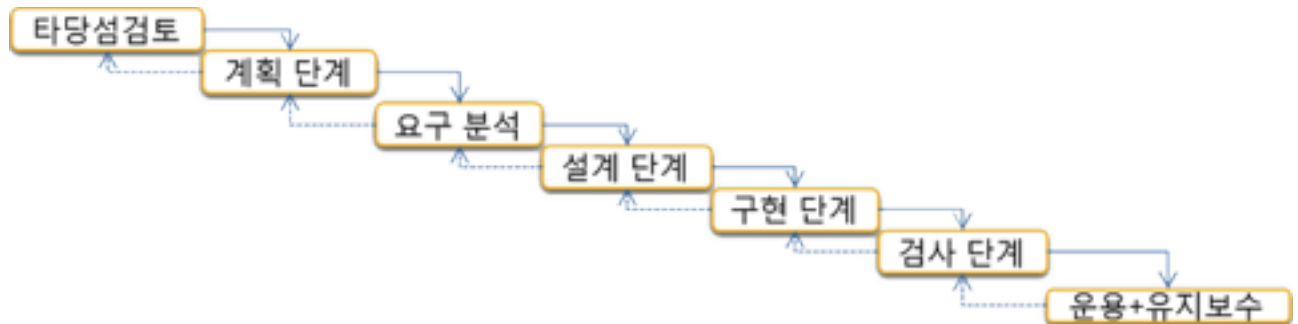 타당섬검토
계획 단계
요구 분석
설계 단계
구현 단계
검사 단계
운용+유지보수